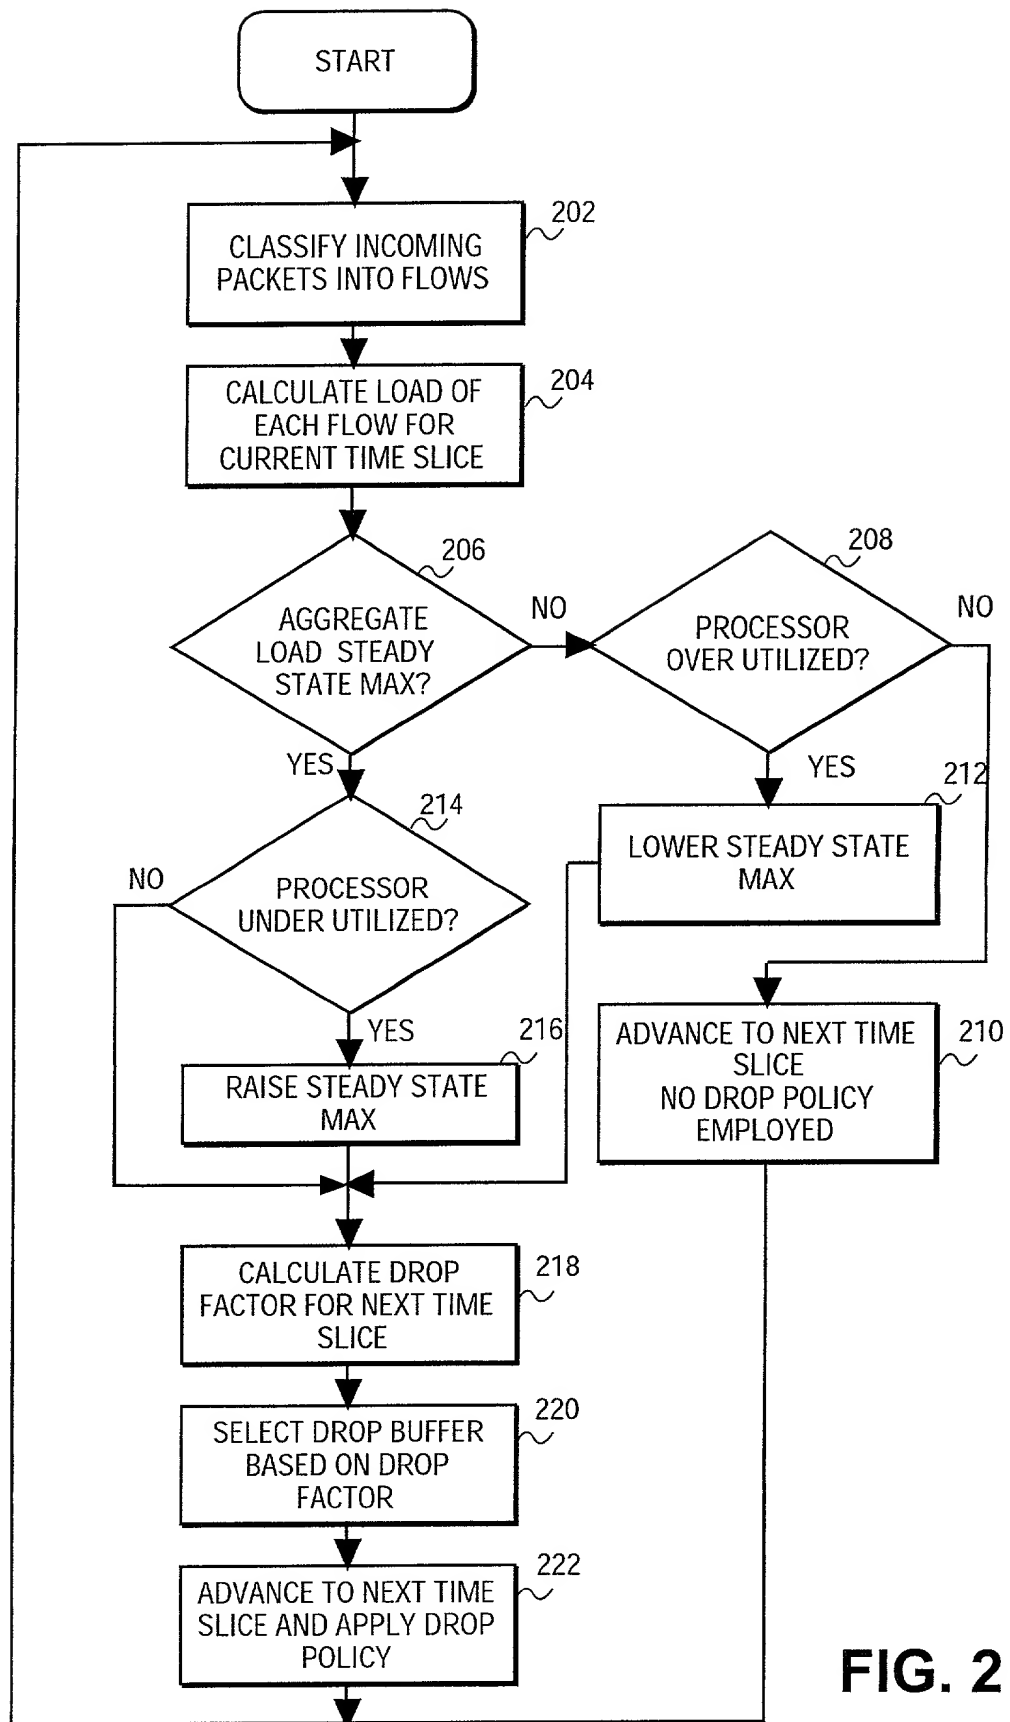 START
202
CLASSIFY INCOMING
PACKETS INTO FLOWS
204
CALCULATE LOAD OF
EACH FLOW FOR
CURRENT TIME SLICE
206
AGGREGATE
LOAD STEADY
STATE MAX?
NO
YES
208
PROCESSOR
OVER UTILIZED?
NO
YES
212
LOWER STEADY STATE
MAX
214
PROCESSOR
UNDER UTILIZED?
NO
YES
216
RAISE STEADY STATE
MAX
210
ADVANCE TO NEXT TIME
SLICE
NO DROP POLICY
EMPLOYED
218
CALCULATE DROP
FACTOR FOR NEXT TIME
SLICE
220
SELECT DROP BUFFER
BASED ON DROP
FACTOR
222
ADVANCE TO NEXT TIME
SLICE AND APPLY DROP
POLICY
FIG. 2